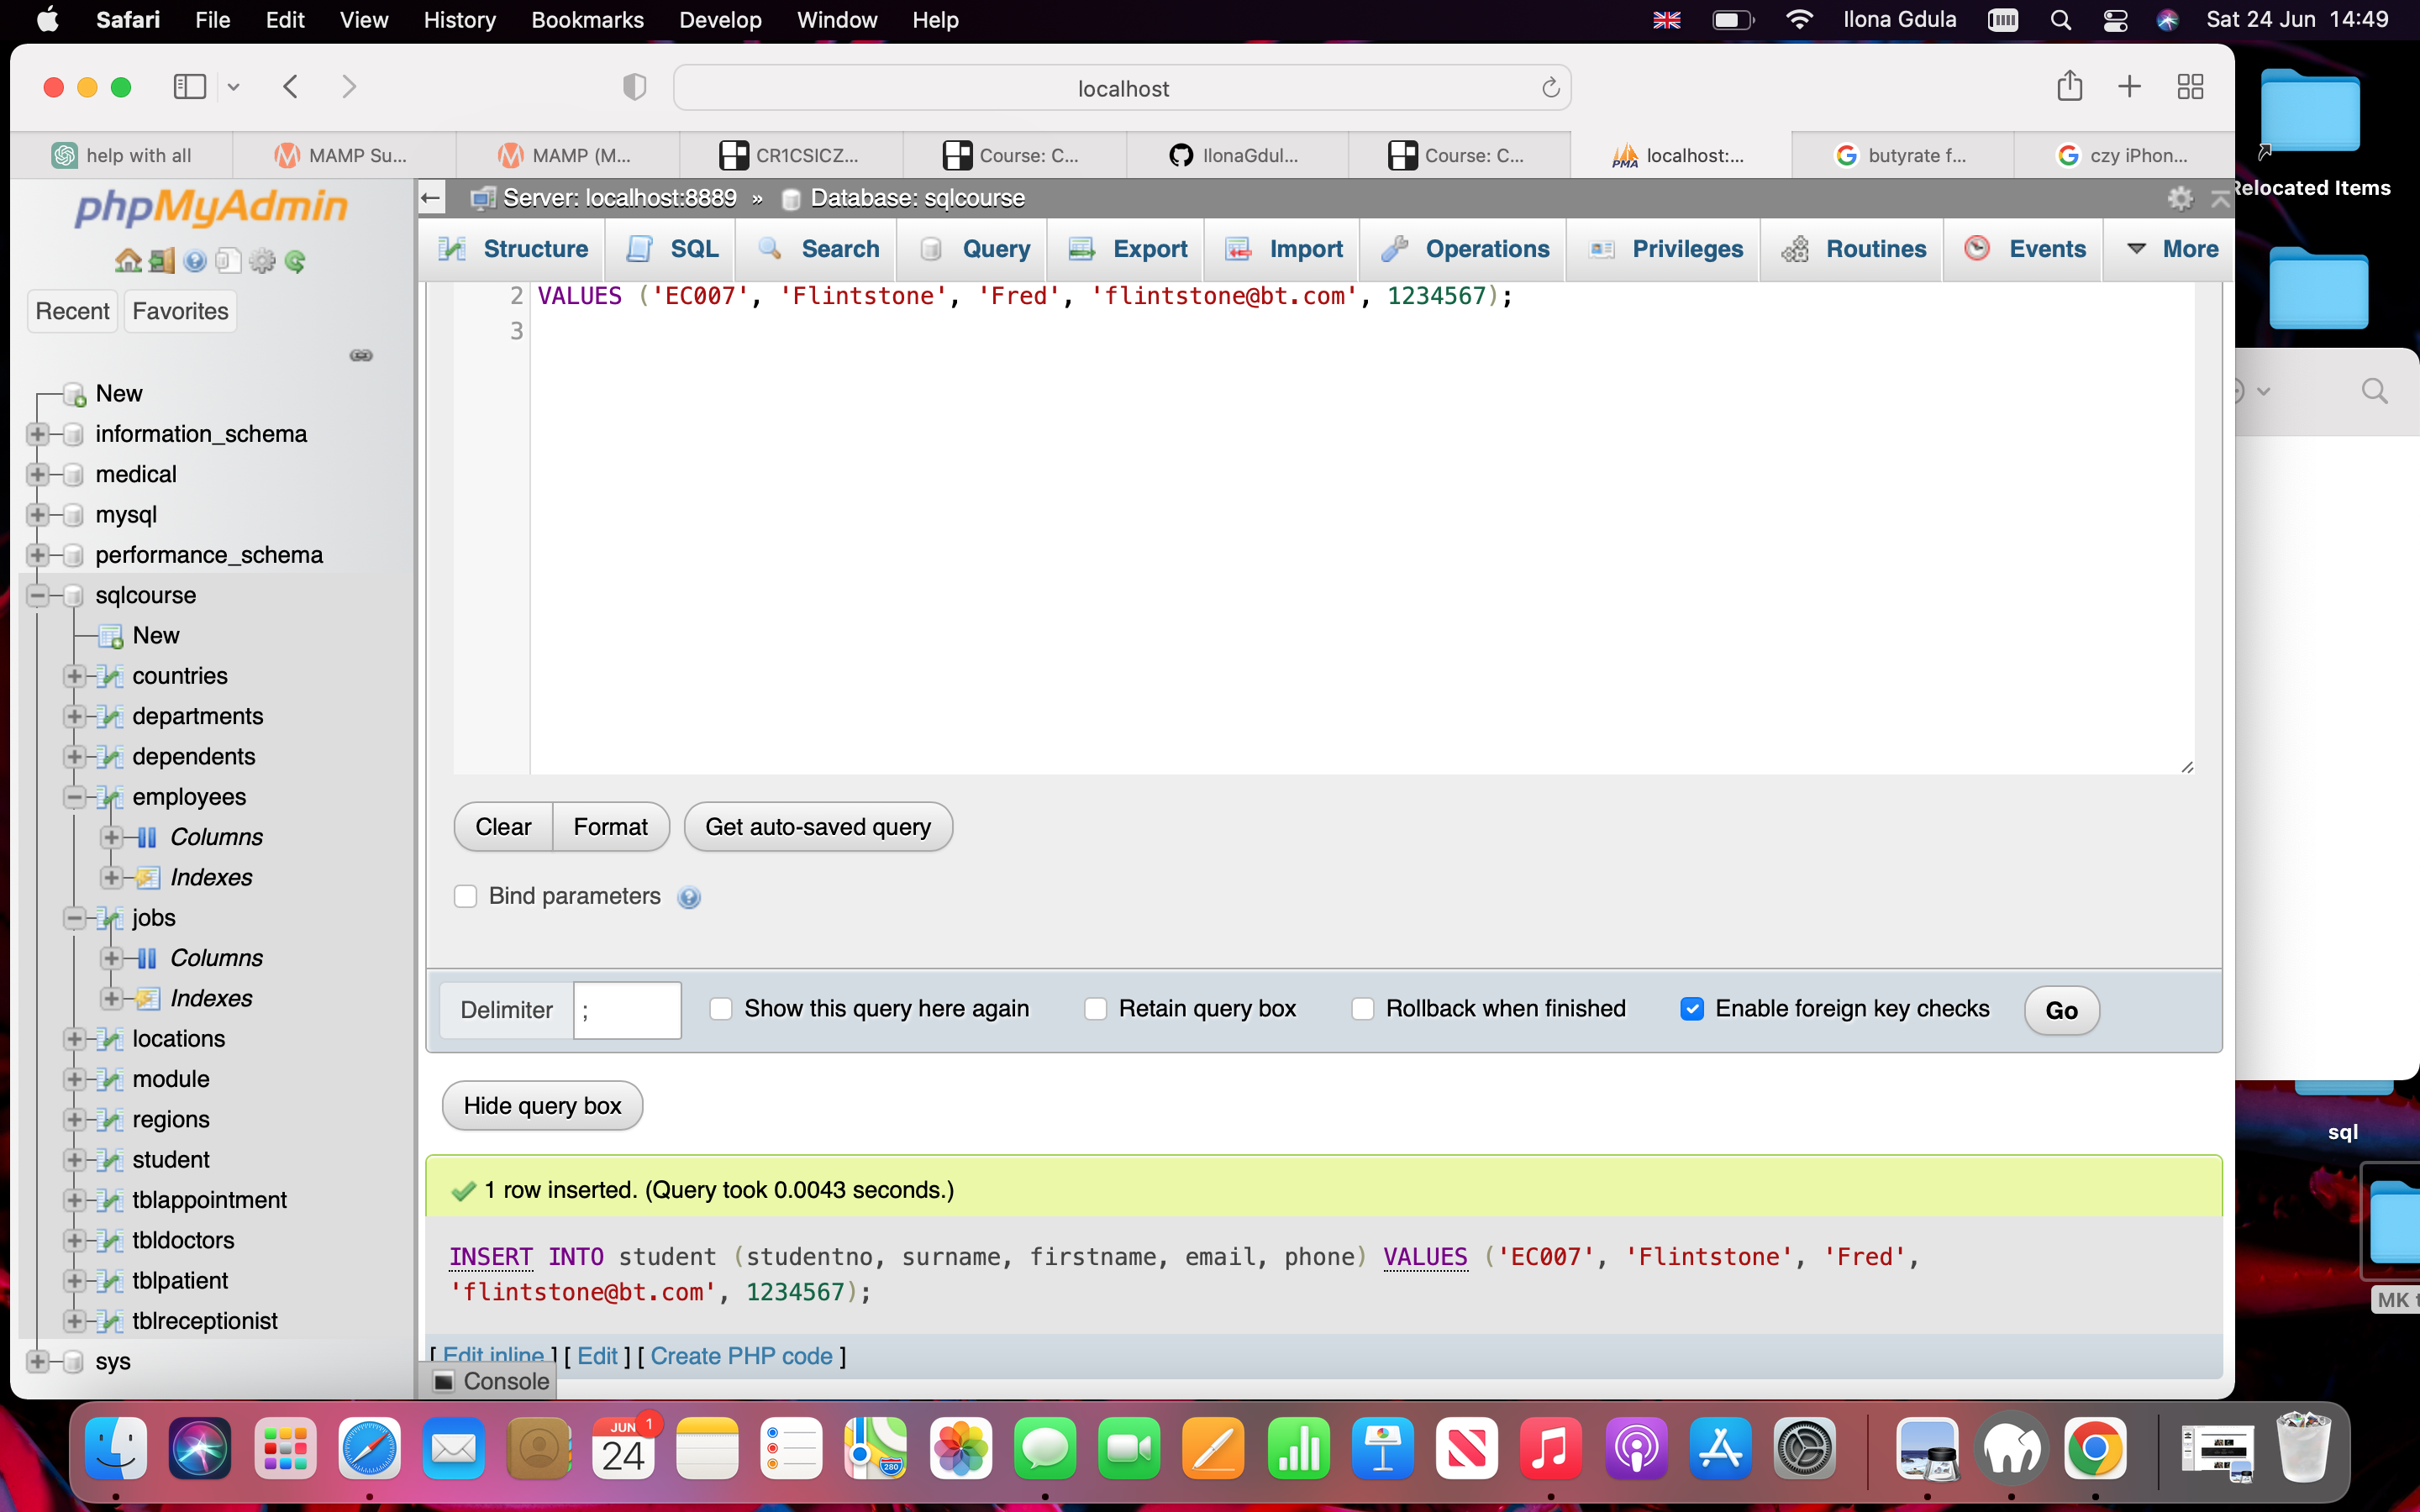 Safari File Edit View History Bookmarks Develop Window Help Ilona Gdula Sat 24 Jun 14:49
localhost
help with all MAMP Su... MAMP (M... CR1CSICZ... Course: C... IlonaGdul... Course: C... localhost:... butyrate f... czy iPhon...
phpMyAdmin
Recent Favorites
New
information_schema
medical
mysql
performance_schema
sqlcourse
New
countries
departments
dependents
employees
Columns
Indexes
jobs
Columns
Indexes
locations
module
regions
student
tblappointment
tbldoctors
tblpatient
tblreceptionist
sys
Server: localhost:8889 » Database: sqlcourse
Structure SQL Search Query Export Import Operations Privileges Routines Events More
2 VALUES ('EC007', 'Flintstone', 'Fred', 'flintstone@bt.com', 1234567);
3
Clear Format Get auto-saved query
Bind parameters
Delimiter ; Show this query here again Retain query box Rollback when finished Enable foreign key checks Go
Hide query box
1 row inserted. (Query took 0.0043 seconds.)
INSERT INTO student (studentno, surname, firstname, email, phone) VALUES ('EC007', 'Flintstone', 'Fred',
'flintstone@bt.com', 1234567);
[ Edit inline ] [ Edit ] [ Create PHP code ]
Console
Relocated Items
sql
MK t
JUN 1
24
280